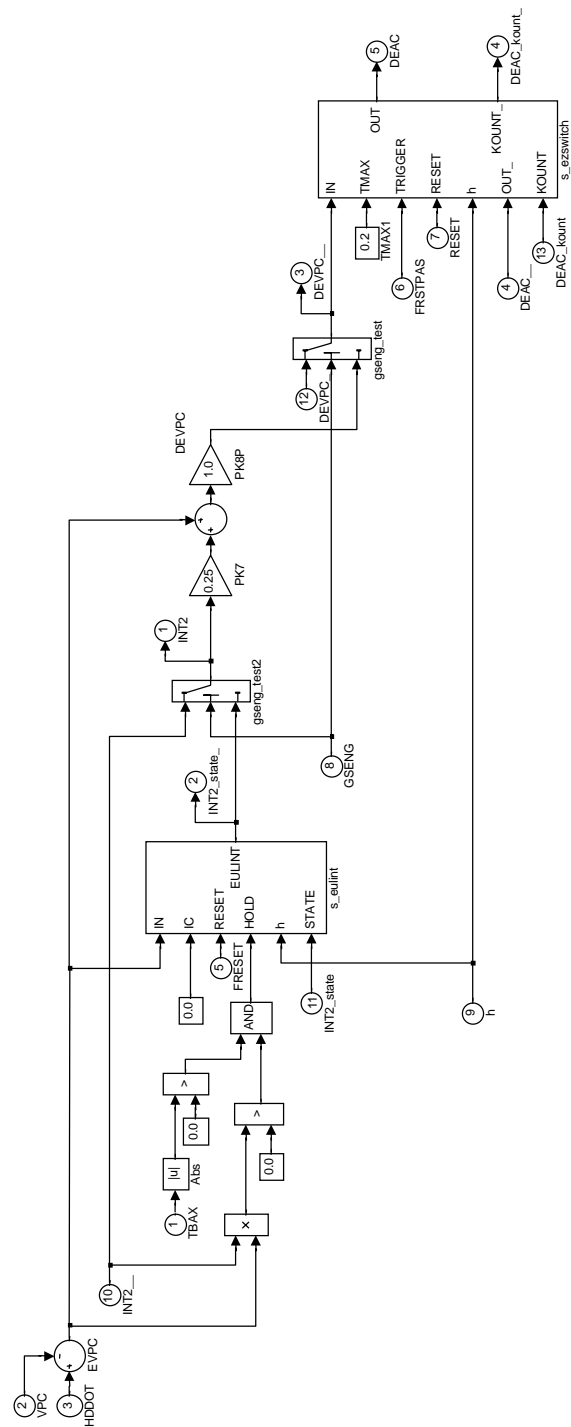 2
VPC
3
HDDOT
+
-
EVPC
10
INT2__
1
TBAX
|u|
Abs
×
0.0
>
0.0
>
AND
0.0
5
FRESET
11
INT2_state
IN
IC
RESET
HOLD
h
STATE
EULINT
s_eulint
2
INT2_state_
9
h
8
GSENG
gseng_test2
1
INT2
0.25
PK7
+
+
1.0
PK8P
DEVPC
12
DEVPC_
gseng_test
3
DEVPC__
0.2
TMAX1
6
FRSTPAS
7
RESET
4
DEAC__
13
DEAC_kount
IN
TMAX
TRIGGER
RESET
h
OUT_
KOUNT
OUT
KOUNT_
s_ezswitch
5
DEAC
4
DEAC_kount_